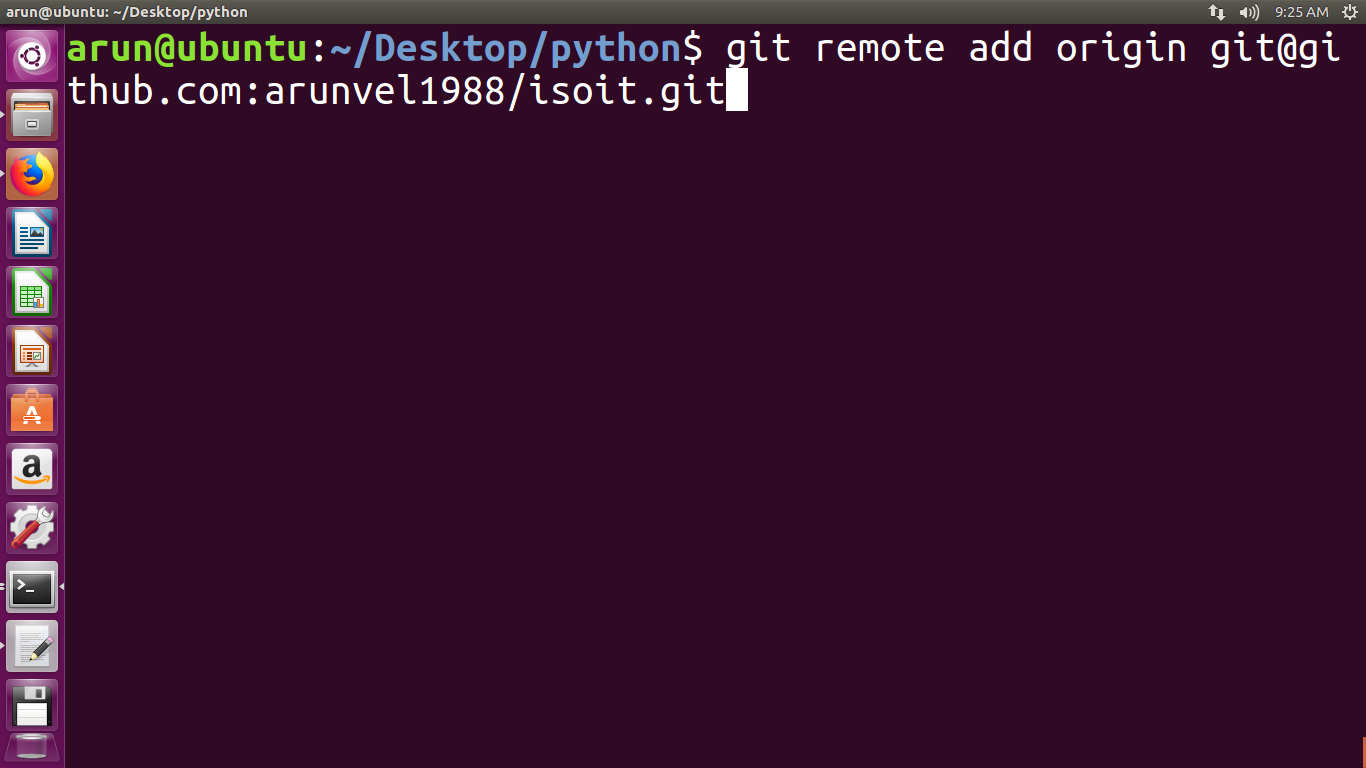 arun@ubuntu: ~/Desktop/python
9:25 AM
arun@ubuntu:~/Desktop/python$ git remote add origin git@gi
thub.com:arunvel1988/isoit.git